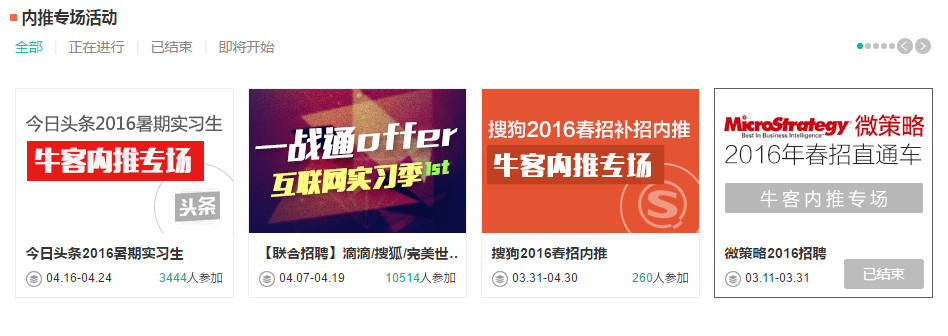 内推专场活动
全部
正在进行
已结束
即将开始
今日头条2016暑期实习生
牛客内推专场
头条
今日头条2016暑期实习生
04.16-04.24
3444人参加
一战通offer
互联网实习季1st
【联合招聘】滴滴/搜狐/完美世..
04.07-04.19
10514人参加
搜狗2016春招补招内推
牛客内推专场
S
搜狗2016春招内推
03.31-04.30
260人参加
MicroStrategy 微策略
Best In Business Intelligence
2016年春招直通车
牛客内推专场
微策略2016招聘
03.11-03.31
已结束